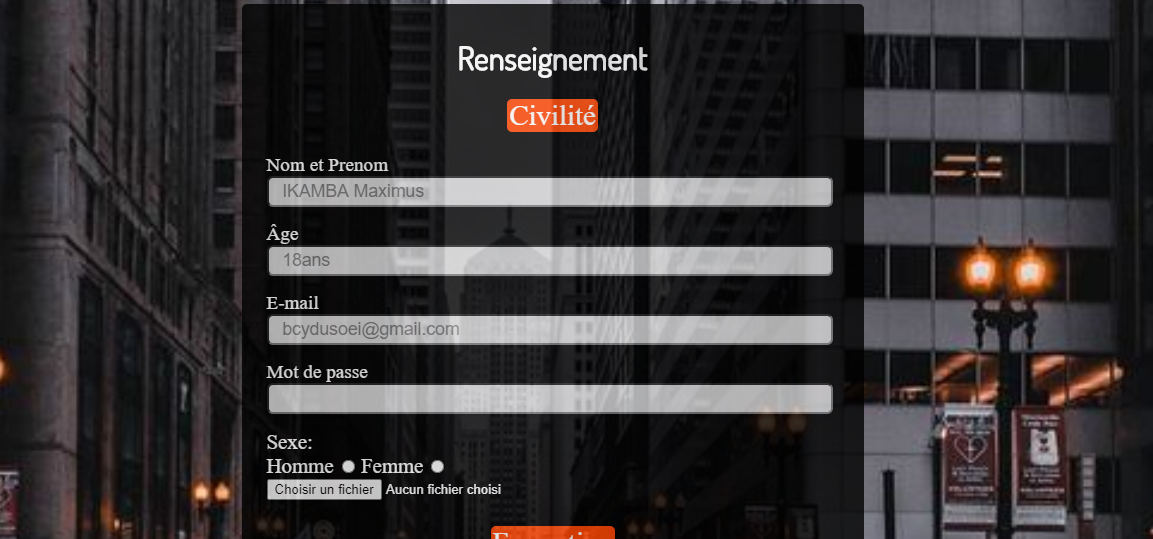 Renseignement
Civilité
Nom et Prenom
IKAMBA Maximus
Âge
18ans
E-mail
bcydusoei@gmail.com
Mot de passe
Sexe:
Homme Femme
Choisir un fichier Aucun fichier choisi